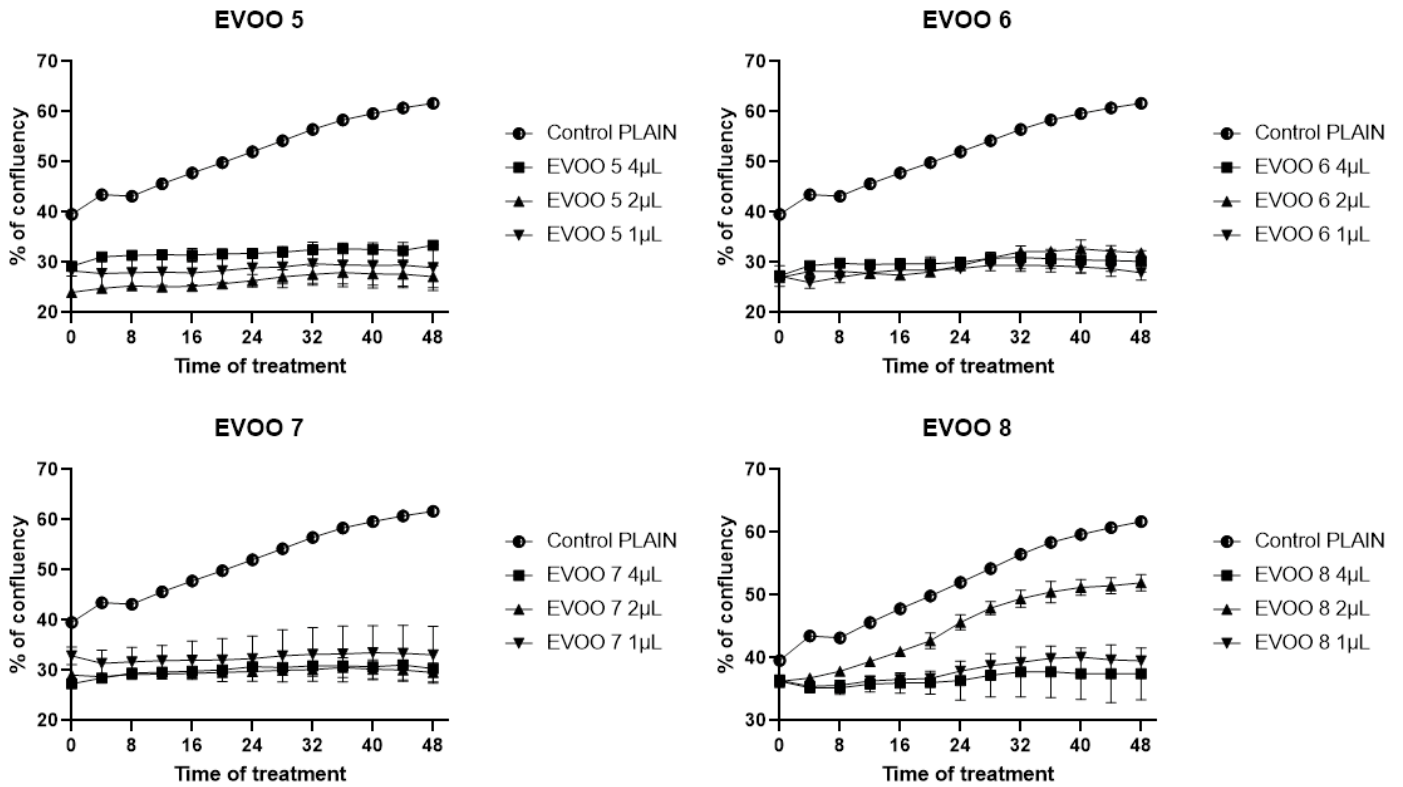 EVOO 5
% of confluency
70
60
50
40
30
20
0 8 16 24 32 40 48
Time of treatment
Control PLAIN
EVOO 5 4µL
EVOO 5 2µL
EVOO 5 1µL
EVOO 6
% of confluency
70
60
50
40
30
20
0 8 16 24 32 40 48
Time of treatment
Control PLAIN
EVOO 6 4µL
EVOO 6 2µL
EVOO 6 1µL
EVOO 7
% of confluency
70
60
50
40
30
20
0 8 16 24 32 40 48
Time of treatment
Control PLAIN
EVOO 7 4µL
EVOO 7 2µL
EVOO 7 1µL
EVOO 8
% of confluency
70
60
50
40
30
0 8 16 24 32 40 48
Time of treatment
Control PLAIN
EVOO 8 4µL
EVOO 8 2µL
EVOO 8 1µL